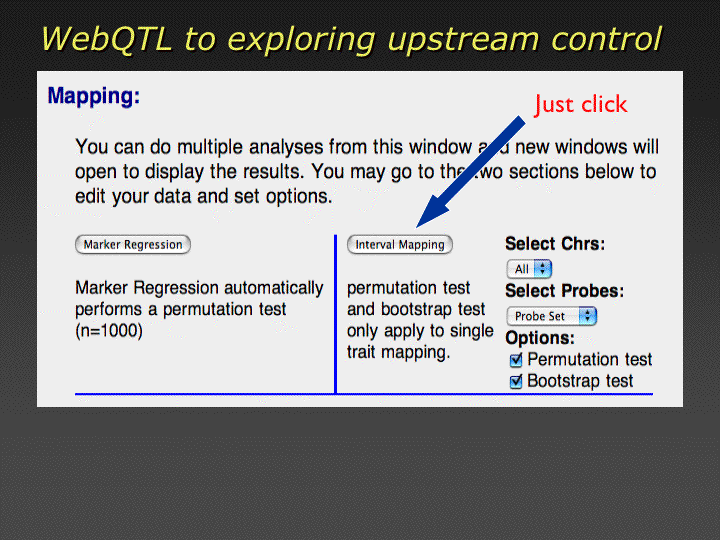 WebQTL to exploring upstream control
Mapping:
Just click
You can do multiple analyses from this window and new windows will
open to display the results. You may go to the two sections below to
edit your data and set options.
Marker Regression
Marker Regression automatically
performs a permutation test
(n=1000)
Interval Mapping
permutation test
and bootstrap test
only apply to single
trait mapping.
Select Chrs:
All
Select Probes:
Probe Set
Options:
Permutation test
Bootstrap test